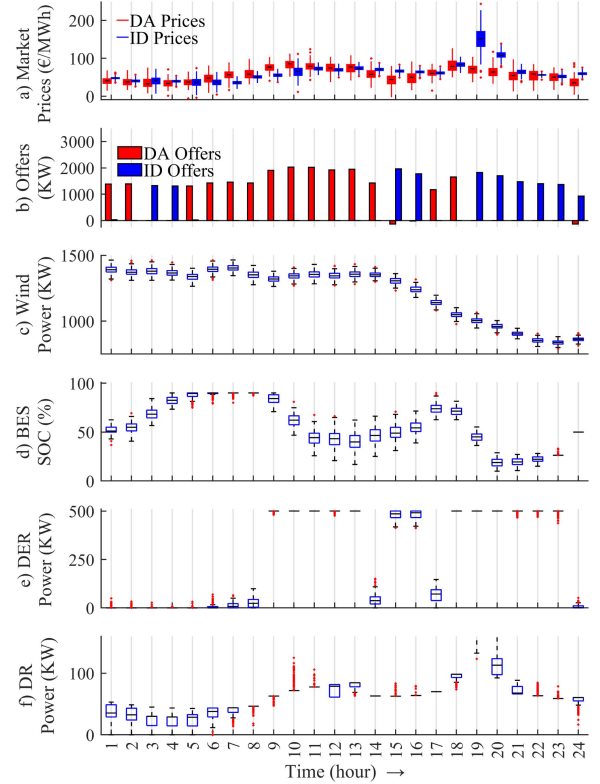 a) Market
Prices (€/MWh)
200
100
0
DA Prices
ID Prices
b) Offers
(KW)
3000
2000
1000
0
DA Offers
ID Offers
c) Wind
Power (KW)
1500
1000
d) BES
SOC (%)
100
50
0
e) DER
Power (KW)
500
250
0
f) DR
Power (KW)
100
0
1 2 3 4 5 6 7 8 9 10 11 12 13 14 15 16 17 18 19 20 21 22 23 24
Time (hour) →